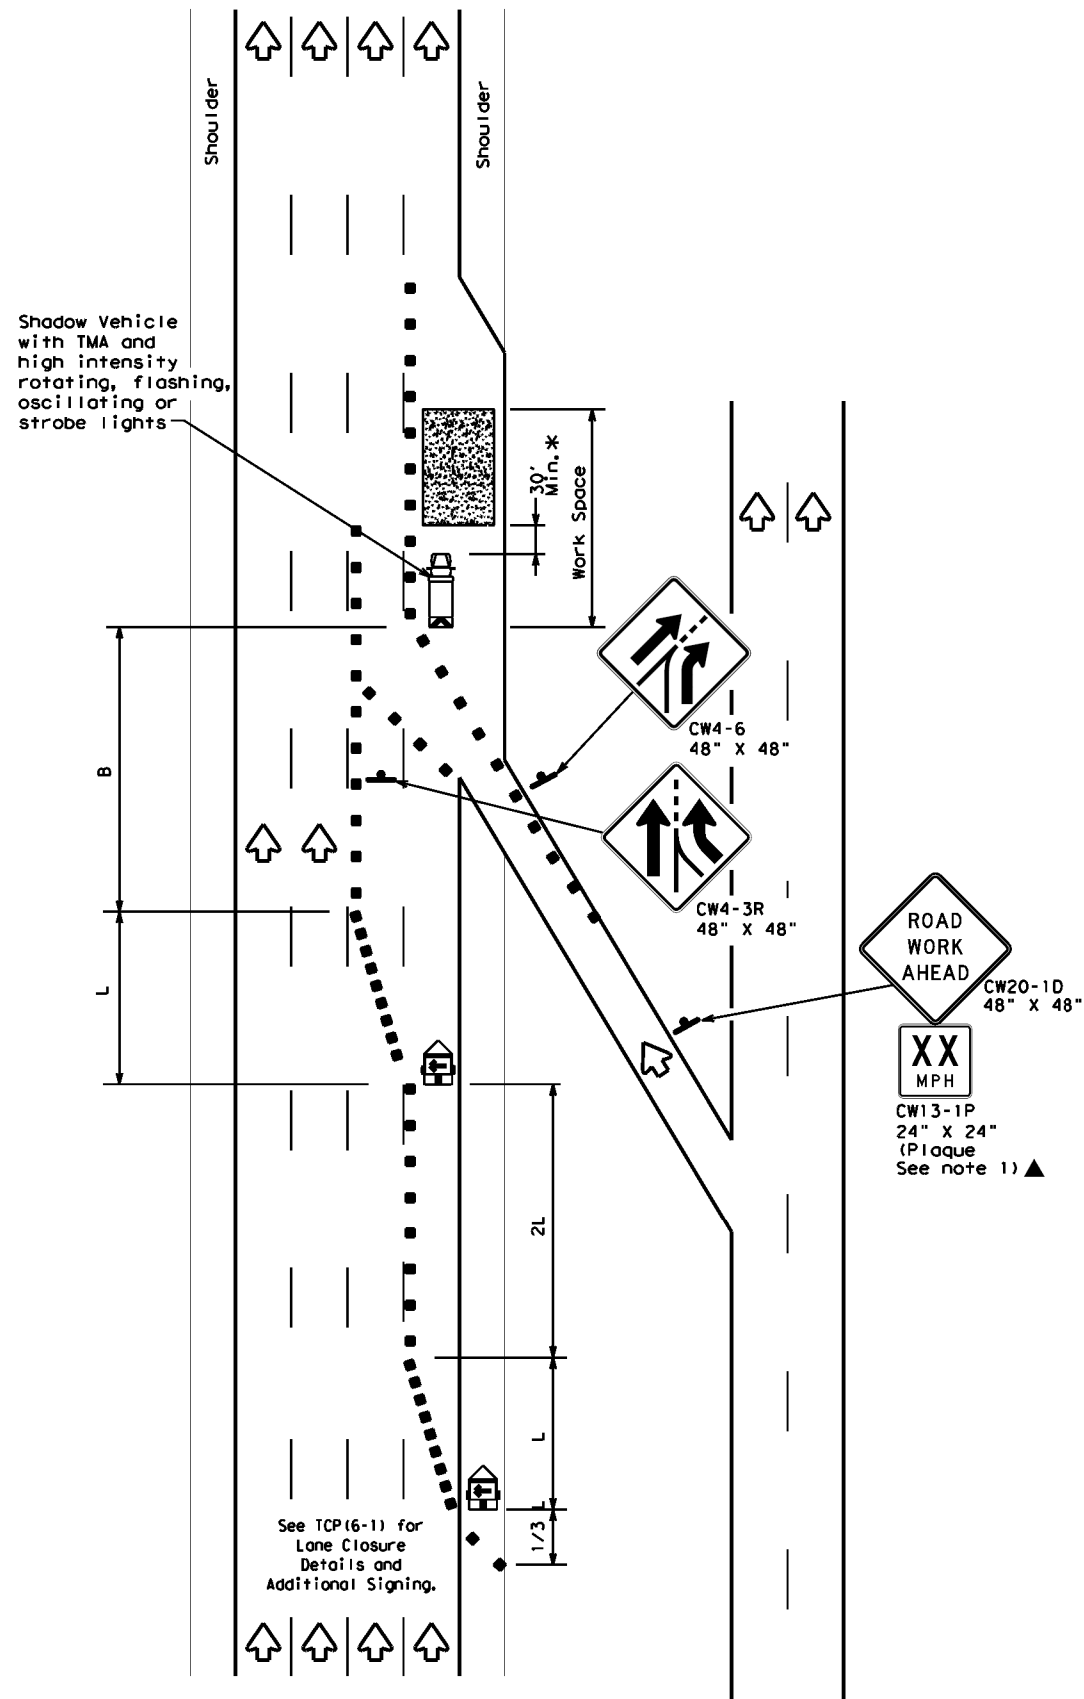 Shoulder
Shoulder
Shadow Vehicle
with TMA and
high intensity
rotating, flashing,
oscillating or
strobe lights
30'
Min.*
Work Space
CW4-6
48" X 48"
B
CW4-3R
48" X 48"
ROAD
WORK
AHEAD
CW20-1D
48" X 48"
XX
MPH
CW13-1P
24" X 24"
(Plaque
See note 1) ▲
L
2L
L
1/3 L
See TCP(6-1) for
Lane Closure
Details and
Additional Signing.